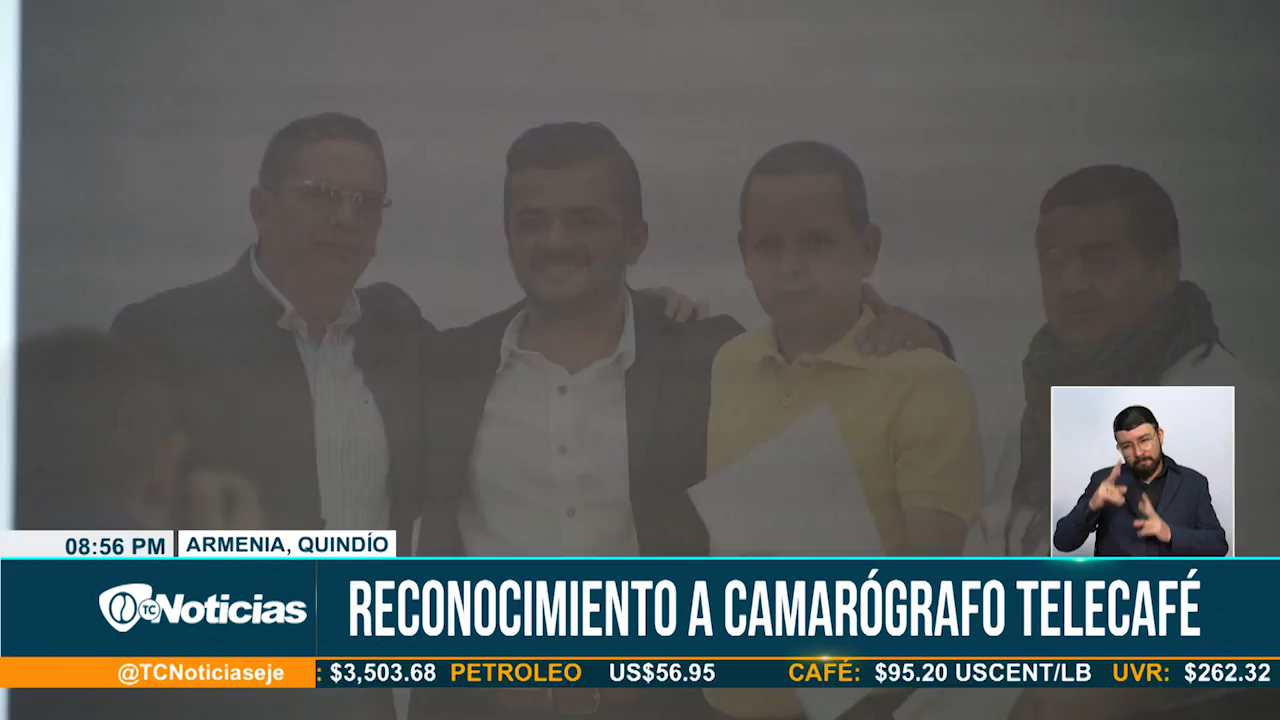 08:56 PM ARMENIA, QUINDÍO
TC Noticias RECONOCIMIENTO A CAMARÓGRAFO TELECAFÉ
@TCNoticiaseje : $3,503.68 PETROLEO US$56.95 CAFÉ: $95.20 USCENT/LB UVR: $262.32